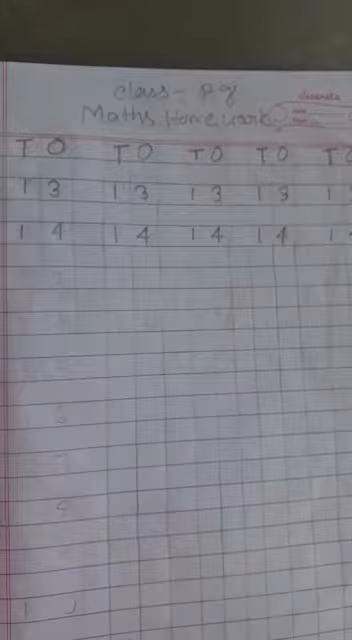 Class - P g
classmate
Maths Homework
T O T O T O T O T
1 3 1 3 1 3 1 3 1
1 4 1 4 1 4 1 4 1